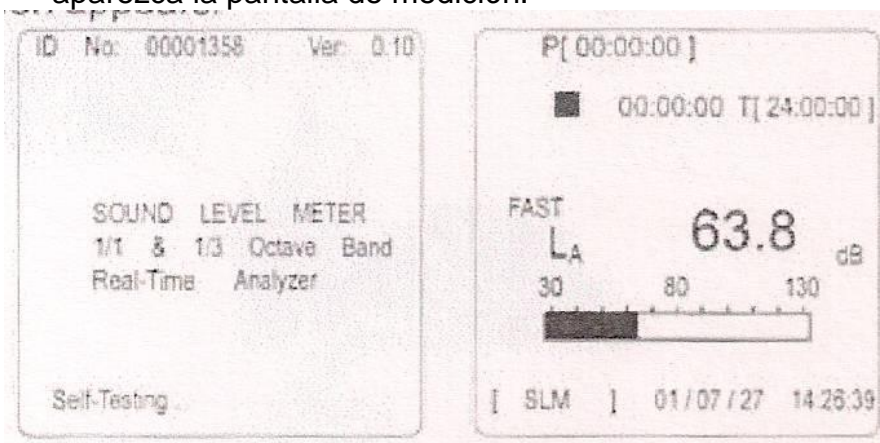 aparezca la pantalla de medición.
ID No: 00001358 Ver: 0.10
SOUND LEVEL METER
1/1 & 1/3 Octave Band
Real-Time Analyzer
Self-Testing...
P[ 00:00:00 ]
00:00:00 T[ 24:00:00 ]
FAST
LA 63.8 dB
30 80 130
[ SLM ] 01/07/27 14:26:39